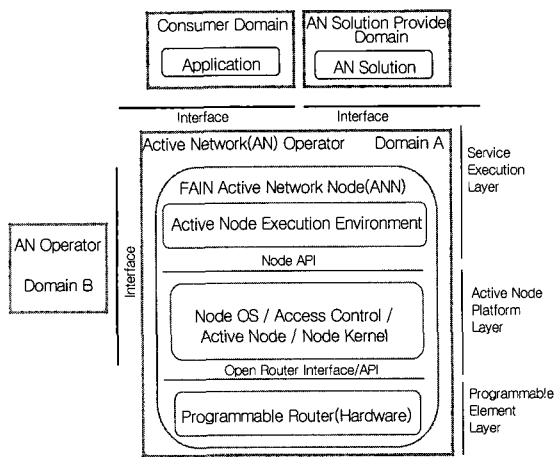 Consumer Domain
Application
AN Solution Provider
Domain
AN Solution
Interface
Interface
Active Network(AN) Operator
Domain A
FAIN Active Network Node(ANN)
Active Node Execution Environment
Node API
Node OS / Access Control /
Active Node / Node Kernel
Open Router Interface/API
Programmable Router(Hardware)
AN Operator
Domain B
Interface
Service
Execution
Layer
Active Node
Platform
Layer
Programmable
Element
Layer